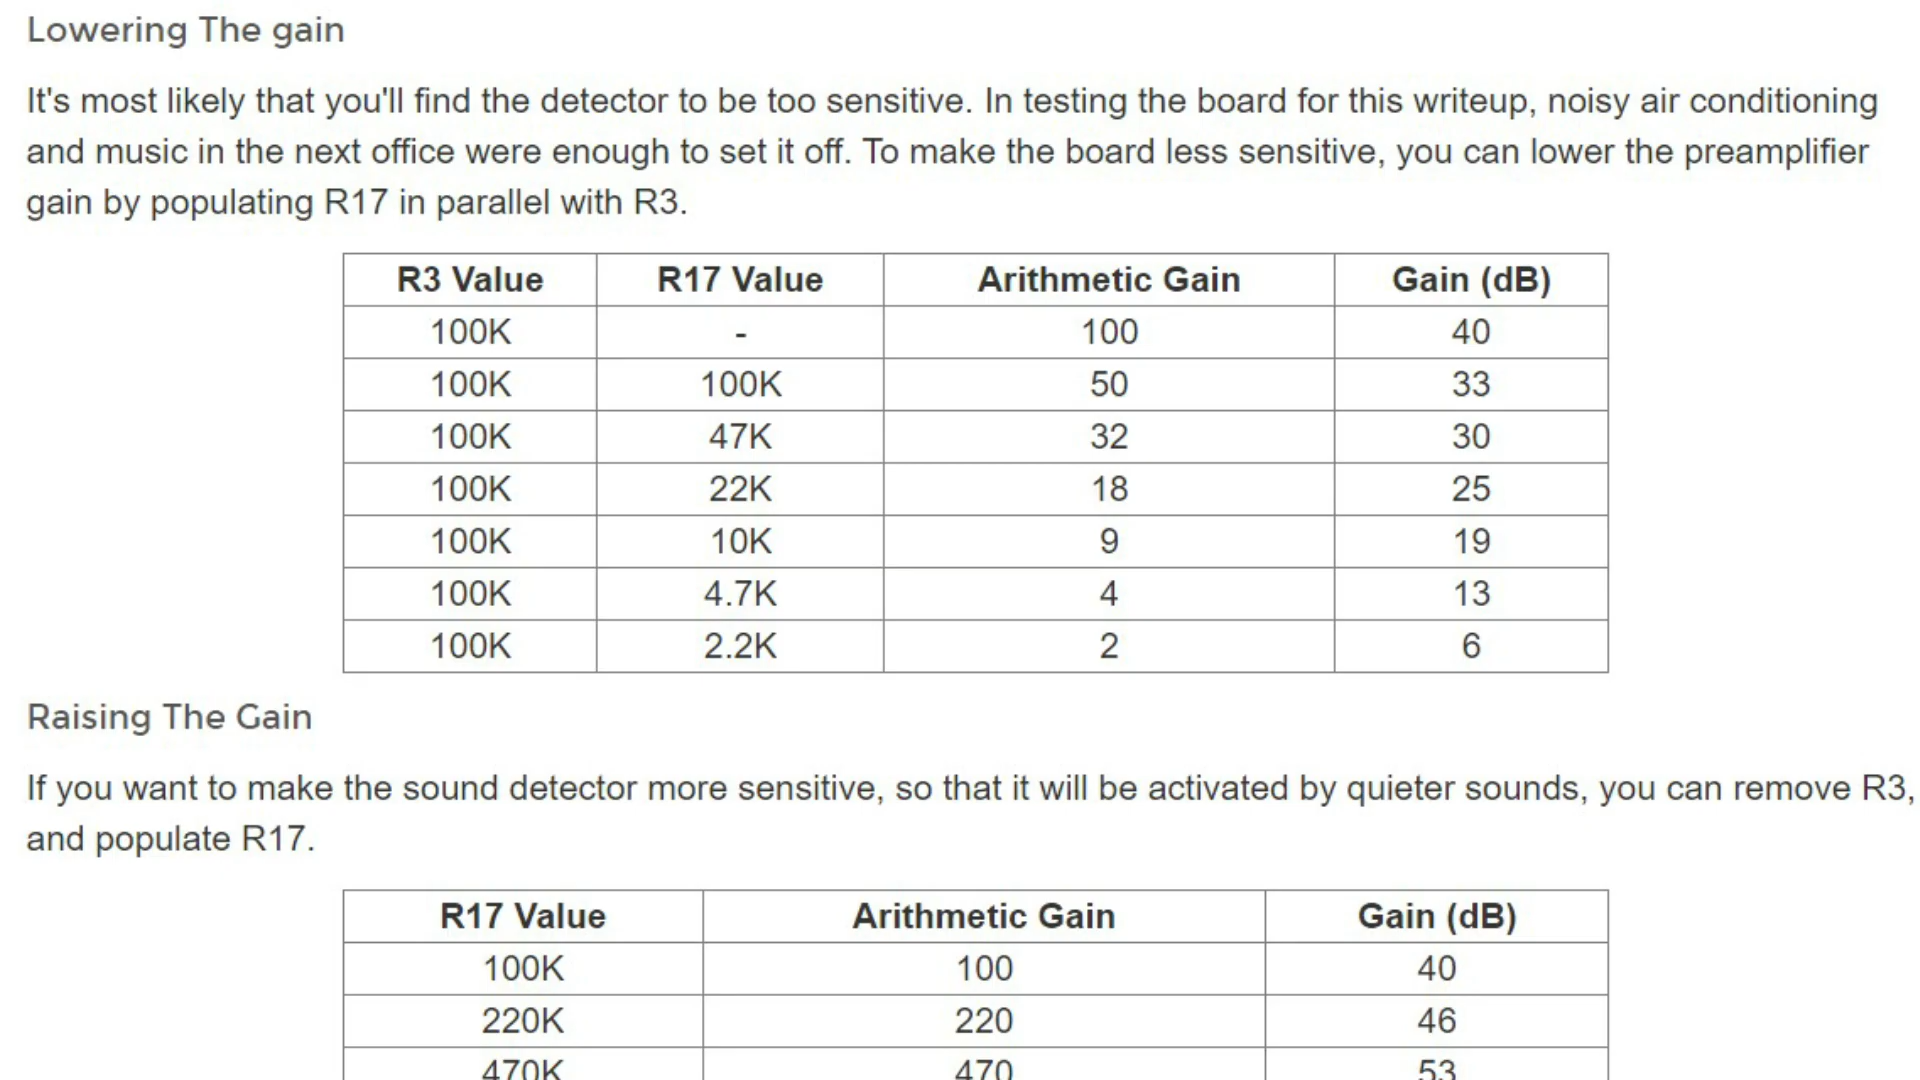 Lowering The gain
It's most likely that you'll find the detector to be too sensitive. In testing the board for this writeup, noisy air conditioning
and music in the next office were enough to set it off. To make the board less sensitive, you can lower the preamplifier
gain by populating R17 in parallel with R3.
R3 Value R17 Value Arithmetic Gain Gain (dB)
100K - 100 40
100K 100K 50 33
100K 47K 32 30
100K 22K 18 25
100K 10K 9 19
100K 4.7K 4 13
100K 2.2K 2 6
Raising The Gain
If you want to make the sound detector more sensitive, so that it will be activated by quieter sounds, you can remove R3,
and populate R17.
R17 Value Arithmetic Gain Gain (dB)
100K 100 40
220K 220 46
470K 470 53